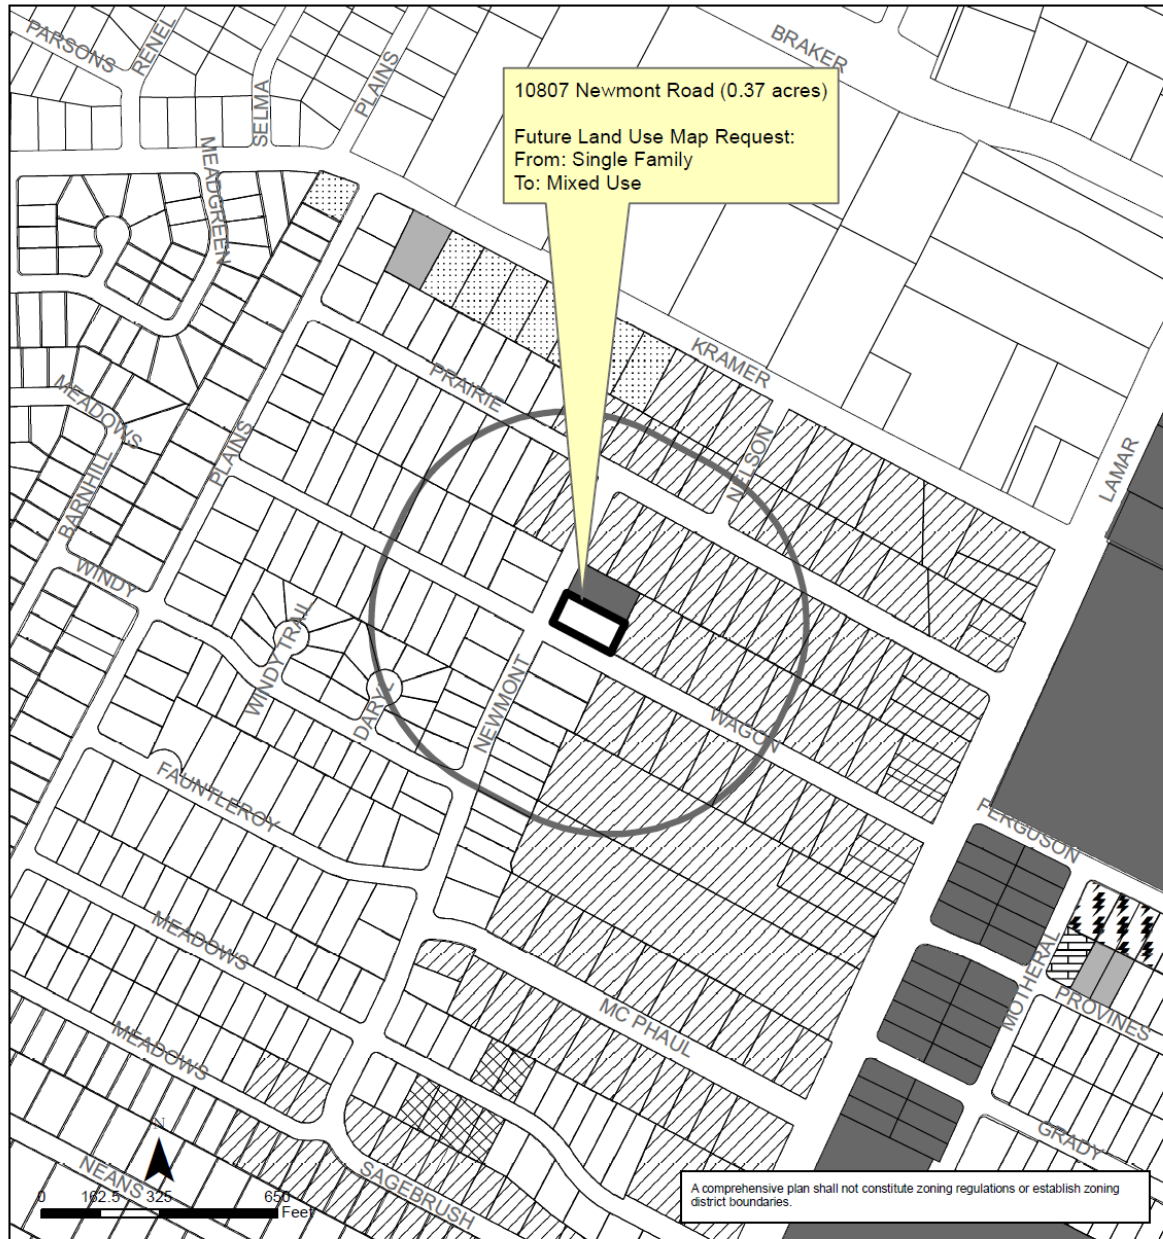 PARSONS
RENEL
SELMA
PLAINS
BRAKER
10807 Newmont Road (0.37 acres)
Future Land Use Map Request:
From: Single Family
To: Mixed Use
MEADGREEN
KRAMER
PRAIRIE
MEADOWS
PLAINS
NELSON
LAMAR
BARNHILL
WINDY
WINDY TRAIL
NEWMONT
WAGON
FAUNTLEROY
FERGUSON
MEADOWS
MOTHERAL
PROVINES
MC PHAUL
MEADOWS
GRADY
NEANS
SAGEBRUSH
N
0 162.5 325 650
Feet
A comprehensive plan shall not constitute zoning regulations or establish zoning
district boundaries.